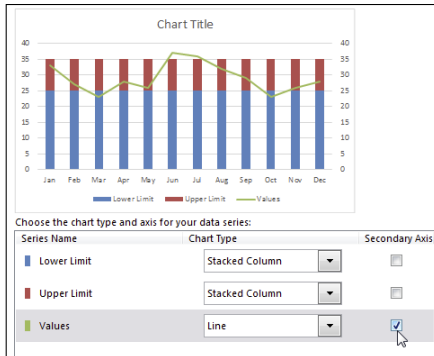 Chart Title
40 40
35 35
30 30
25 25
20 20
15 15
10 10
5 5
0 0
Jan Feb Mar Apr May Jun Jul Aug Sep Oct Nov Dec
Lower Limit Upper Limit Values
Choose the chart type and axis for your data series:
Series Name Chart Type Secondary Axis
Lower Limit Stacked Column
Upper Limit Stacked Column
Values Line